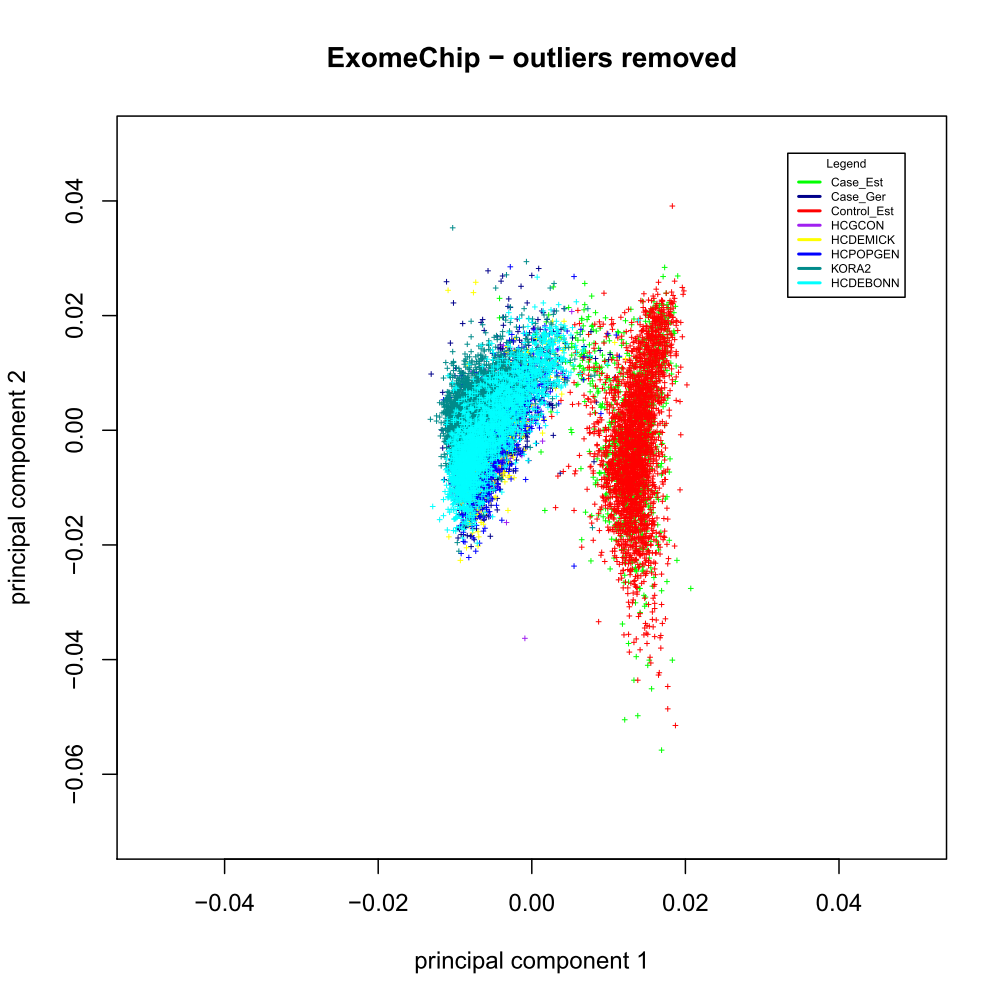 ExomeChip − outliers removed
Legend
Case_Est
Case_Ger
Control_Est
HCGCON
HCDEMICK
HCPOPGEN
KORA2
HCDEBONN
principal component 2
0.04
0.02
0.00
−0.02
−0.04
−0.06
−0.04 −0.02 0.00 0.02 0.04
principal component 1